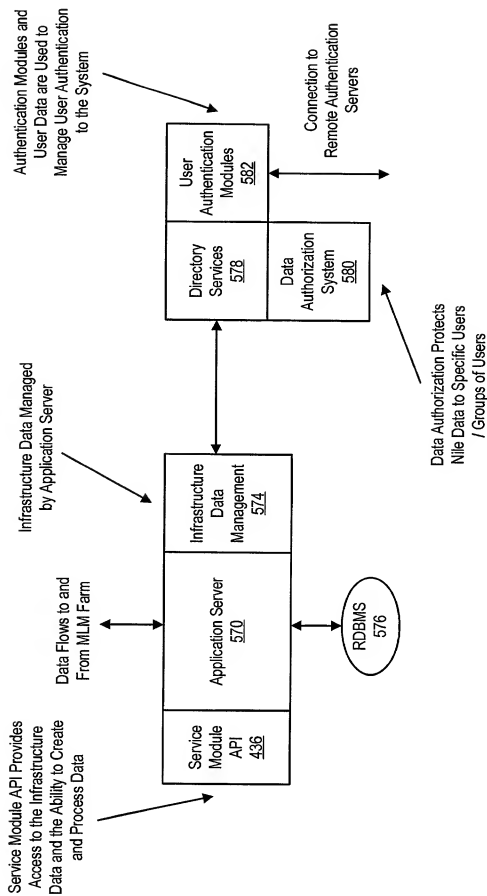 Service Module API Provides
Access to the Infrastructure
Data and the Ability to Create
and Process Data
Data Flows to and
From MLM Farm
Infrastructure Data Managed
by Application Server
Authentication Modules and
User Data are Used to
Manage User Authentication
to the System
Service
Module
API
436
Application Server
570
Infrastructure
Data
Management
574
RDBMS
576
Directory
Services
578
User
Authentication
Modules
582
Data
Authorization
System
580
Connection to
Remote Authentication
Servers
Data Authorization Protects
Nile Data to Specific Users
/ Groups of Users